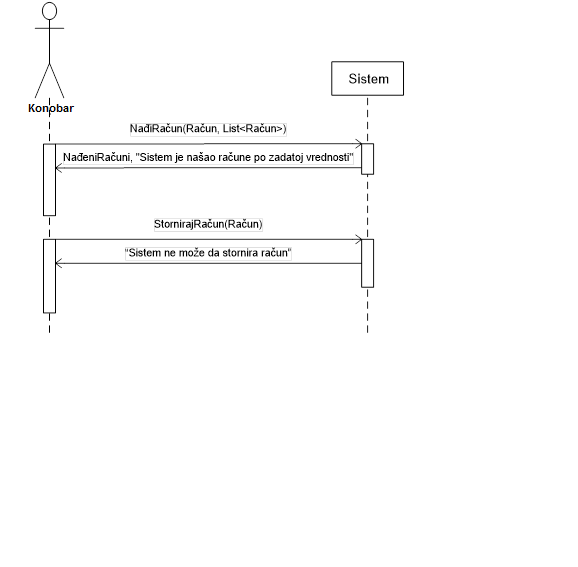 Konobar
Sistem
NađiRačun(Račun, List<Račun>)
NađeniRačuni, "Sistem je našao račune po zadatoj vrednosti"
StornirajRačun(Račun)
"Sistem ne može da stornira račun"